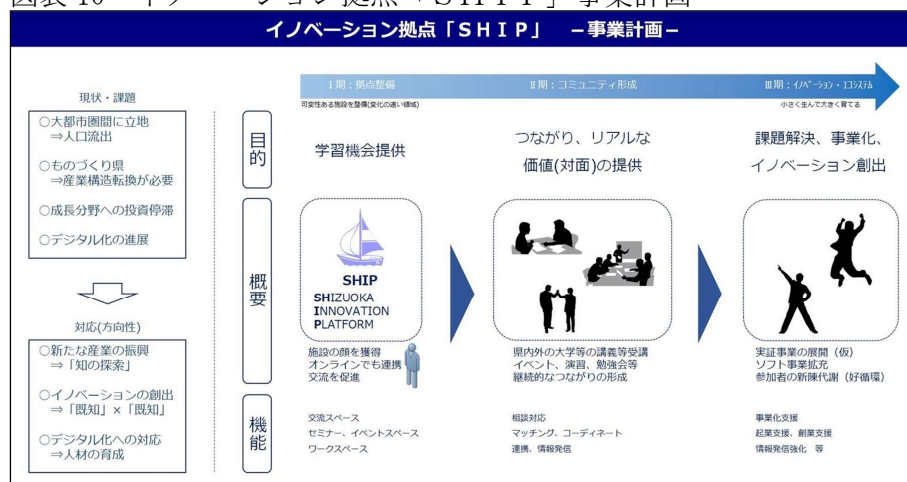 図表 10 イノベーション拠点「ＳＨＩＰ」事業計画
イノベーション拠点「ＳＨＩＰ」 －事業計画－
現状・課題
○大都市圏間に立地
⇒人口流出
○ものづくり県
⇒産業構造転換が必要
○成長分野への投資停滞
○デジタル化の進展
対応(方向性)
○新たな産業の振興
⇒「知の探索」
○イノベーションの創出
⇒「既知」×「既知」
○デジタル化への対応
⇒人材の育成
Ⅰ期：拠点整備
Ⅱ期：コミュニティ形成
Ⅲ期：ｲﾉﾍﾞｰｼｮﾝ・ｴｺｼｽﾃﾑ
可変性ある施設を整備(変化の速い領域)
小さく生んで大きく育てる
目的
学習機会提供
つながり、リアルな
価値(対面)の提供
課題解決、事業化、
イノベーション創出
概要
SHIP
SHIZUOKA
INNOVATION
PLATFORM
施設の顔を獲得
オンラインでも連携
交流を促進
県内外の大学等の講義等受講
イベント、演習、勉強会等
継続的なつながりの形成
実証事業の展開（仮）
ソフト事業拡充
参加者の新陳代謝（好循環）
機能
交流スペース
セミナー、イベントスペース
ワークスペース
相談対応
マッチング、コーディネート
連携、情報発信
事業化支援
起業支援、創業支援
情報発信強化 等